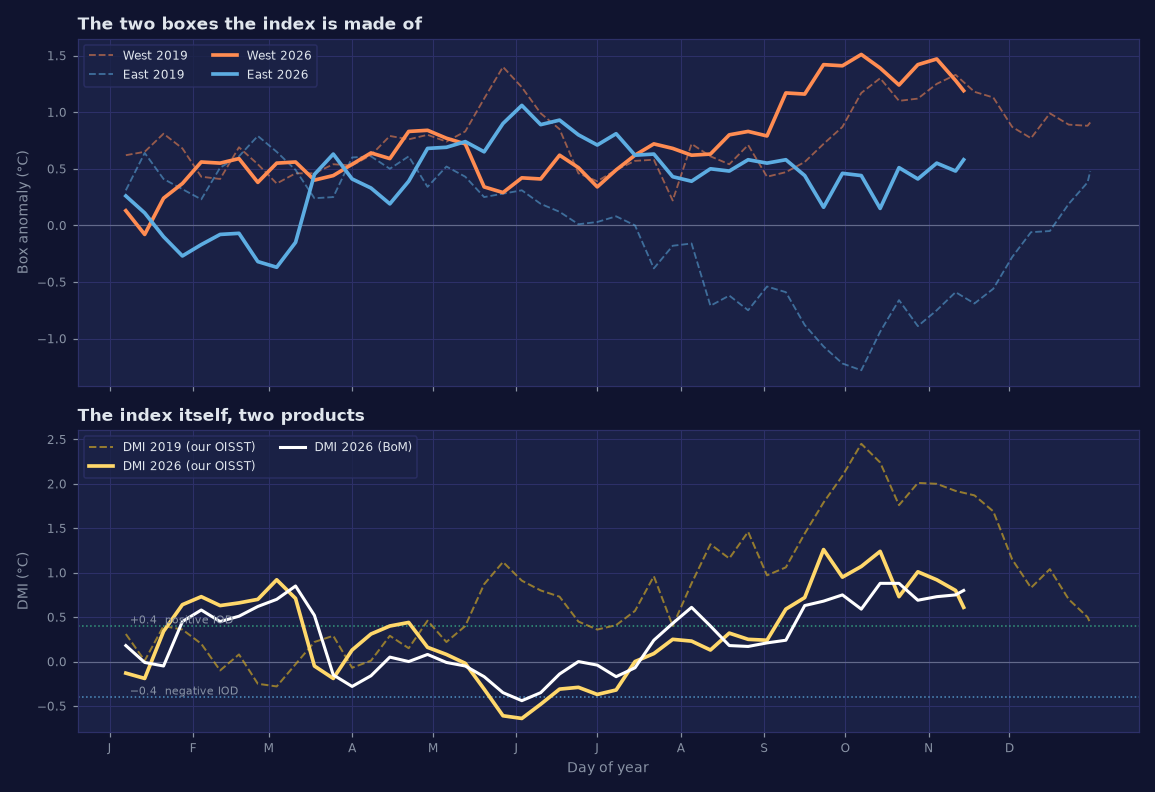 The two boxes the index is made of
West 2019
West 2026
East 2019
East 2026
1.5
1.0
0.5
0.0
−0.5
−1.0
Box anomaly (°C)
The index itself, two products
DMI 2019 (our OISST)
DMI 2026 (BoM)
DMI 2026 (our OISST)
2.5
2.0
1.5
1.0
0.5
0.0
−0.5
DMI (°C)
+0.4 positive IOD
−0.4 negative IOD
J F M A M J J A S O N D
Day of year